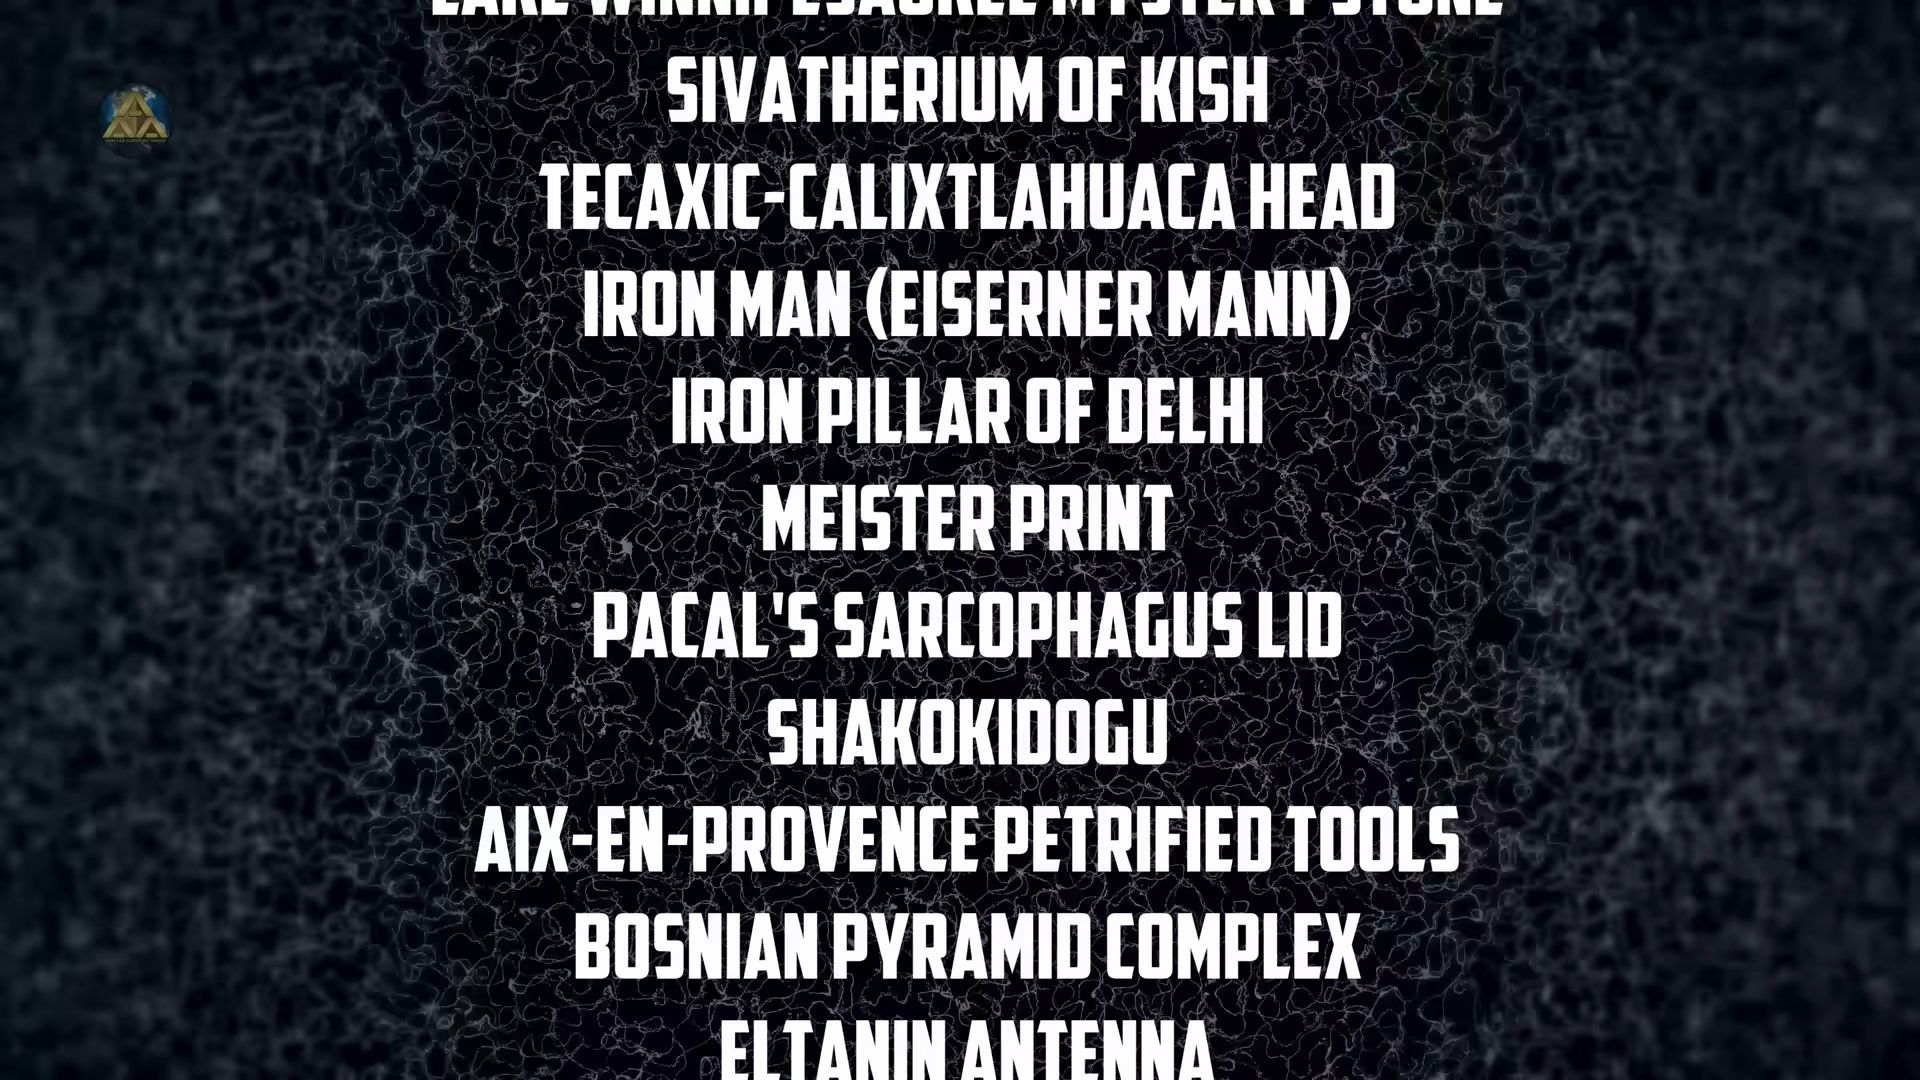 LAKE WINNIPESAUKEE MYSTERY STONE
SIVATHERIUM OF KISH
TECAXIC-CALIXTLAHUACA HEAD
IRON MAN (EISERNER MANN)
IRON PILLAR OF DELHI
MEISTER PRINT
PACAL'S SARCOPHAGUS LID
SHAKOKIDOGU
AIX-EN-PROVENCE PETRIFIED TOOLS
BOSNIAN PYRAMID COMPLEX
ELTANIN ANTENNA